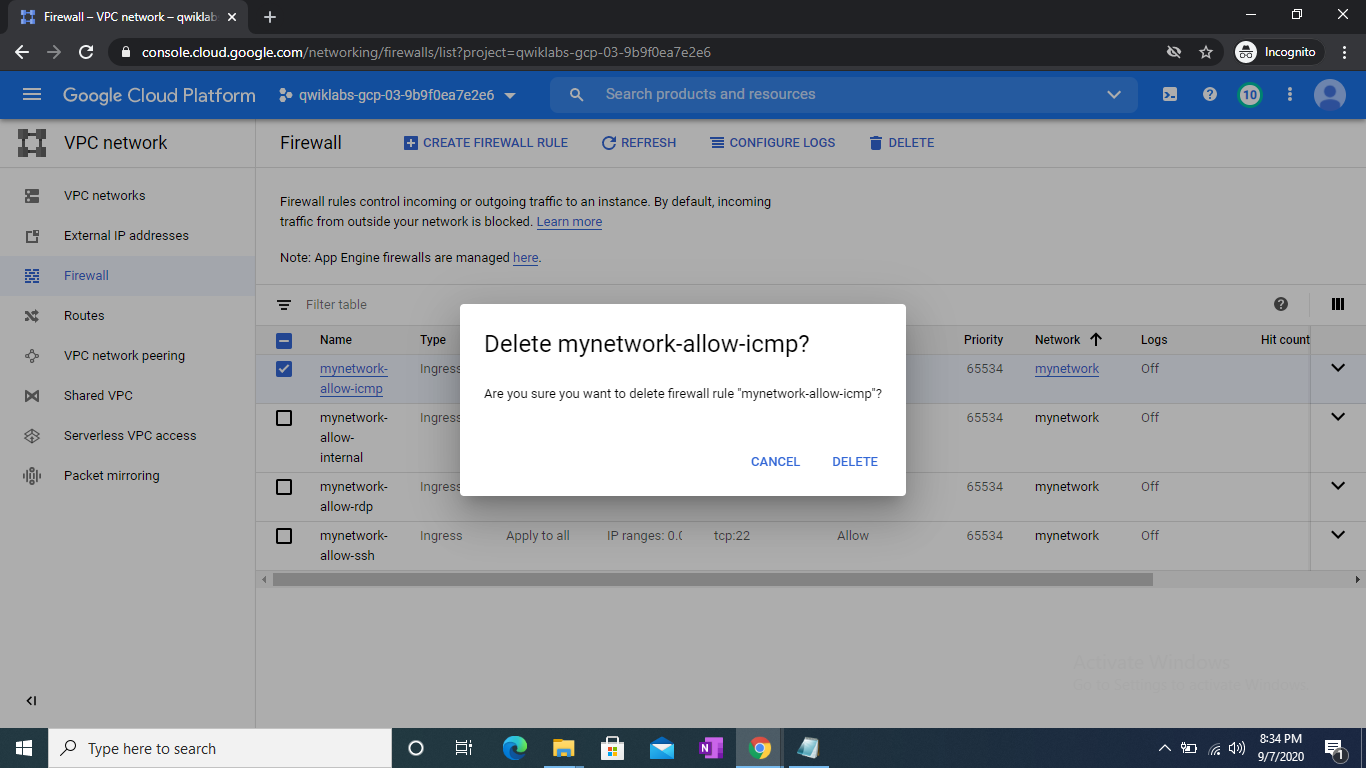 Firewall – VPC network – qwiklab
console.cloud.google.com/networking/firewalls/list?project=qwiklabs-gcp-03-9b9f0ea7e2e6
Incognito
Google Cloud Platform
qwiklabs-gcp-03-9b9f0ea7e2e6
Search products and resources
10
VPC network
Firewall
CREATE FIREWALL RULE
REFRESH
CONFIGURE LOGS
DELETE
VPC networks
External IP addresses
Firewall
Routes
VPC network peering
Shared VPC
Serverless VPC access
Packet mirroring
Firewall rules control incoming or outgoing traffic to an instance. By default, incoming
traffic from outside your network is blocked. Learn more
Note: App Engine firewalls are managed here.
Filter table
Name Type Priority Network Logs Hit count
mynetwork- Ingress 65534 mynetwork Off
allow-icmp
mynetwork- Ingress 65534 mynetwork Off
allow-
internal
mynetwork- Ingress 65534 mynetwork Off
allow-rdp
mynetwork- Ingress Apply to all IP ranges: 0.( tcp:22 Allow 65534 mynetwork Off
allow-ssh
Delete mynetwork-allow-icmp?
Are you sure you want to delete firewall rule "mynetwork-allow-icmp"?
CANCEL DELETE
Activate Windows
Type here to search
8:34 PM
9/7/2020
1